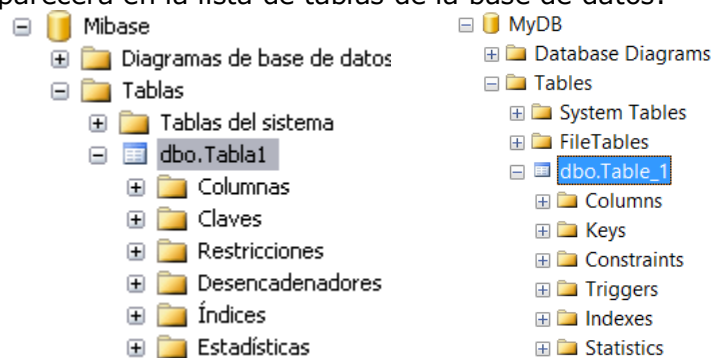 parecerá en la lista de tablas de la base de datos:
Mibase
Diagramas de base de datos
Tablas
Tablas del sistema
dbo.Tabla1
Columnas
Claves
Restricciones
Desencadenadores
Índices
Estadísticas
MyDB
Database Diagrams
Tables
System Tables
FileTables
dbo.Table_1
Columns
Keys
Constraints
Triggers
Indexes
Statistics